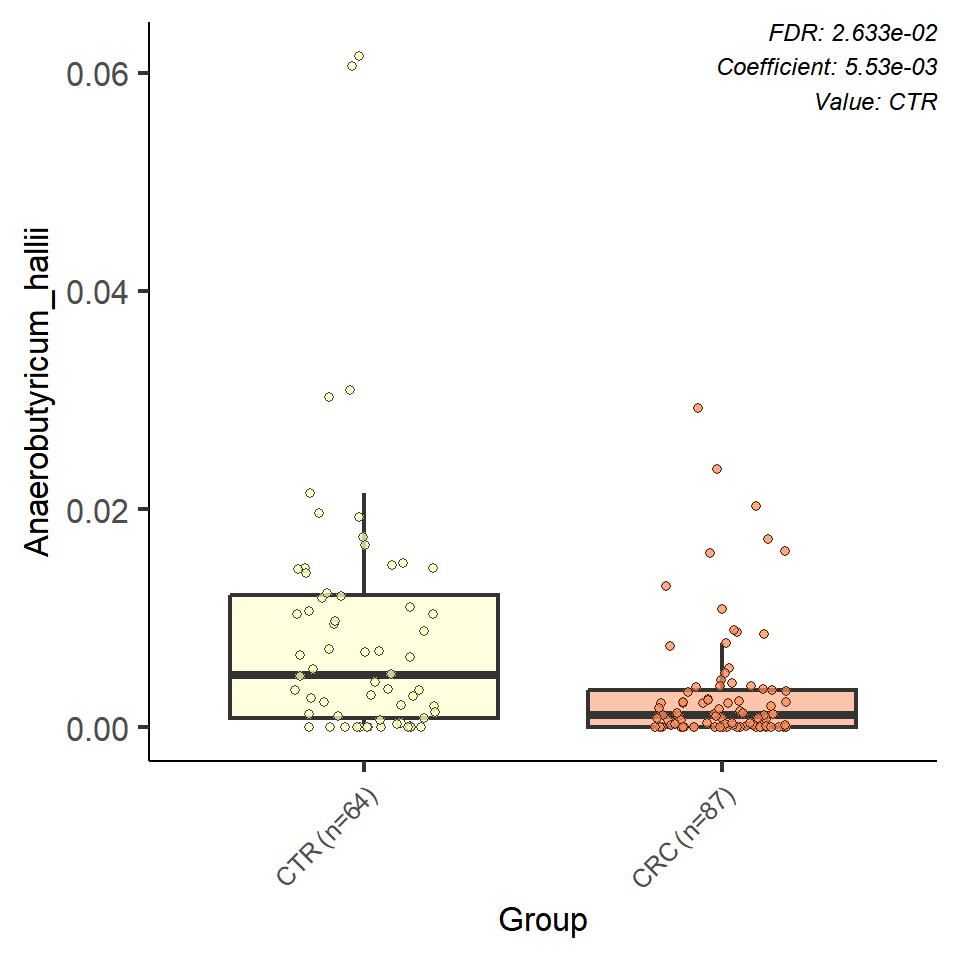 FDR: 2.633e-02
Coefficient: 5.53e-03
Value: CTR
Anaerobutyricum_hallii
0.06
0.04
0.02
0.00
CTR (n=64)
CRC (n=87)
Group